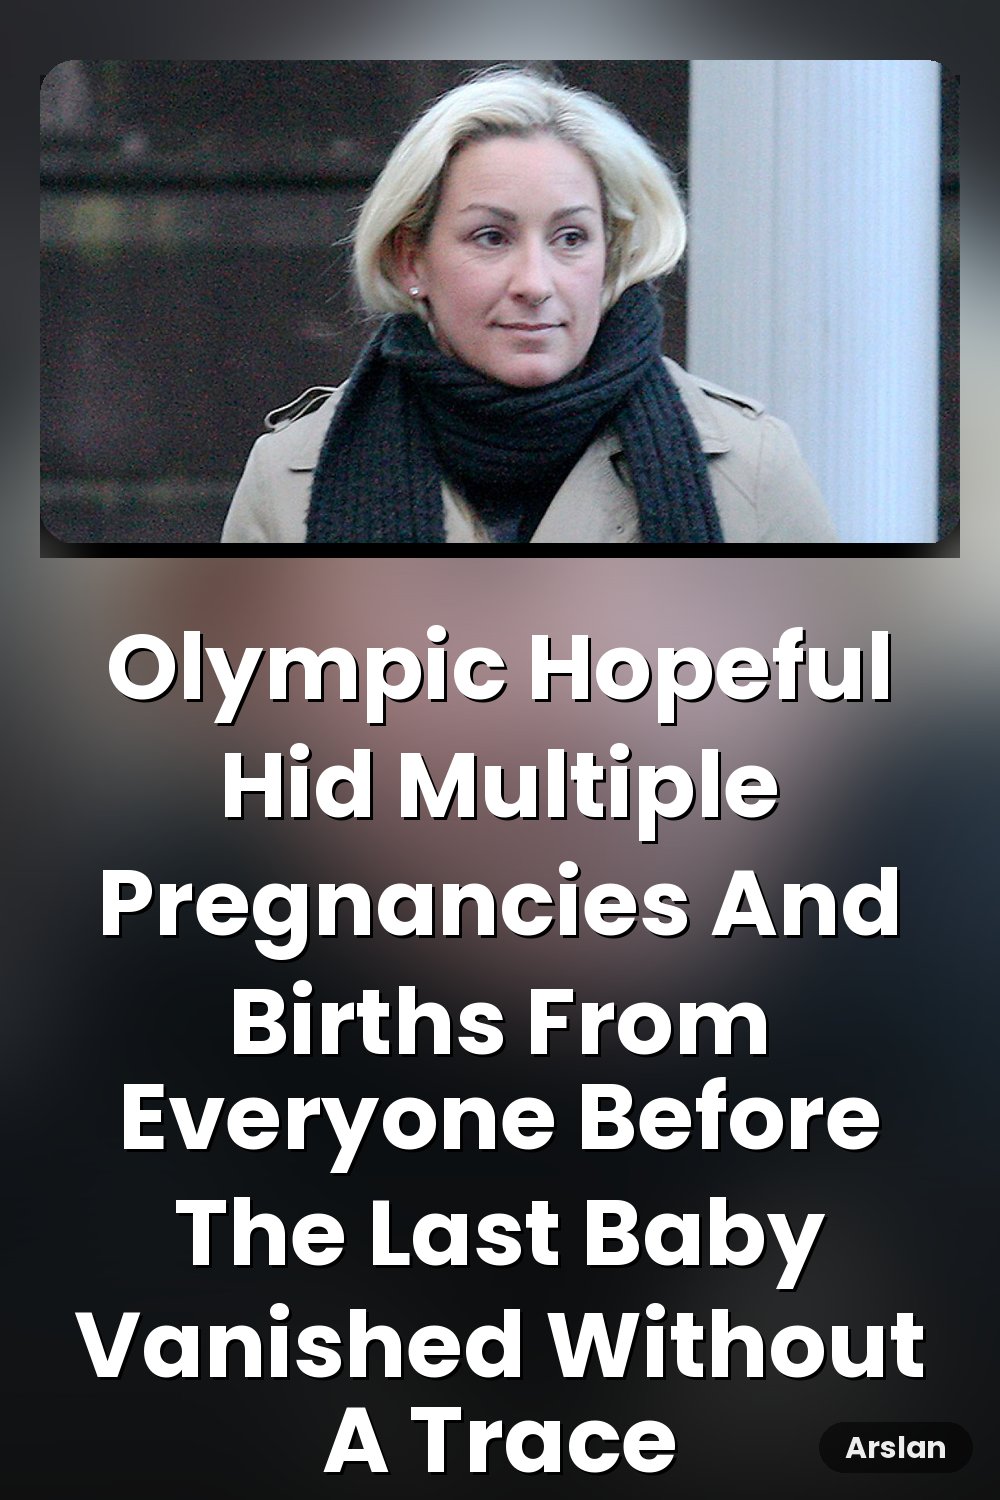 Olympic Hopeful
Hid Multiple
Pregnancies And
Births From
Everyone Before
The Last Baby
Vanished Without
A Trace
Arslan